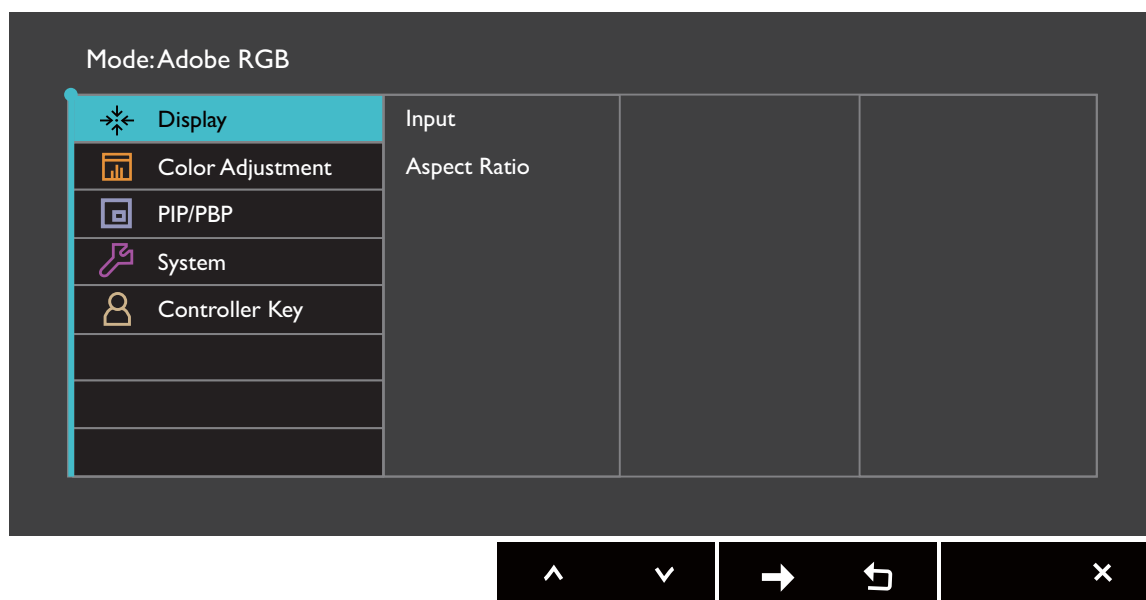 Mode: Adobe RGB
Display
Input
Color Adjustment
Aspect Ratio
PIP/PBP
System
Controller Key